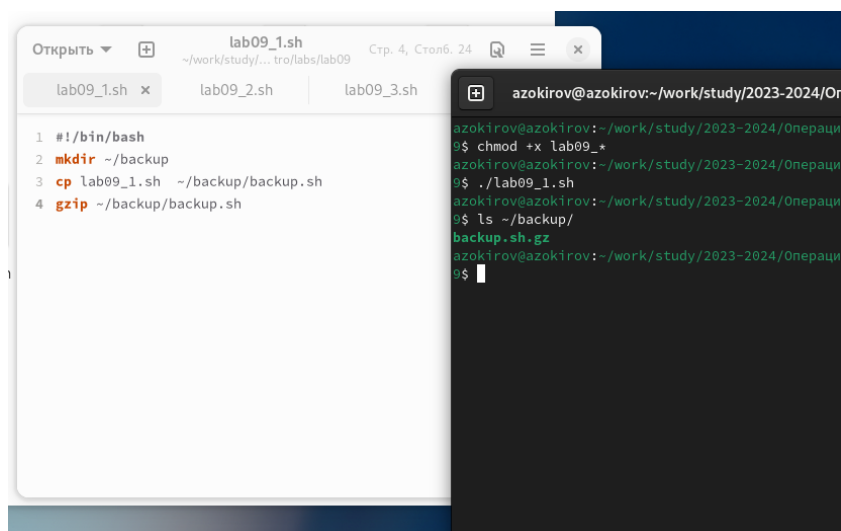 Открыть
lab09_1.sh
~/work/study/... tro/labs/lab09
Стр. 4, Столб. 24
lab09_1.sh ×
lab09_2.sh
lab09_3.sh
1 #!/bin/bash
2 mkdir ~/backup
3 cp lab09_1.sh  ~/backup/backup.sh
4 gzip ~/backup/backup.sh
azokirov@azokirov:~/work/study/2023-2024/Оп
azokirov@azokirov:~/work/study/2023-2024/Операци
9$ chmod +x lab09_*
azokirov@azokirov:~/work/study/2023-2024/Операци
9$ ./lab09_1.sh
azokirov@azokirov:~/work/study/2023-2024/Операци
9$ ls ~/backup/
backup.sh.gz
azokirov@azokirov:~/work/study/2023-2024/Операци
9$